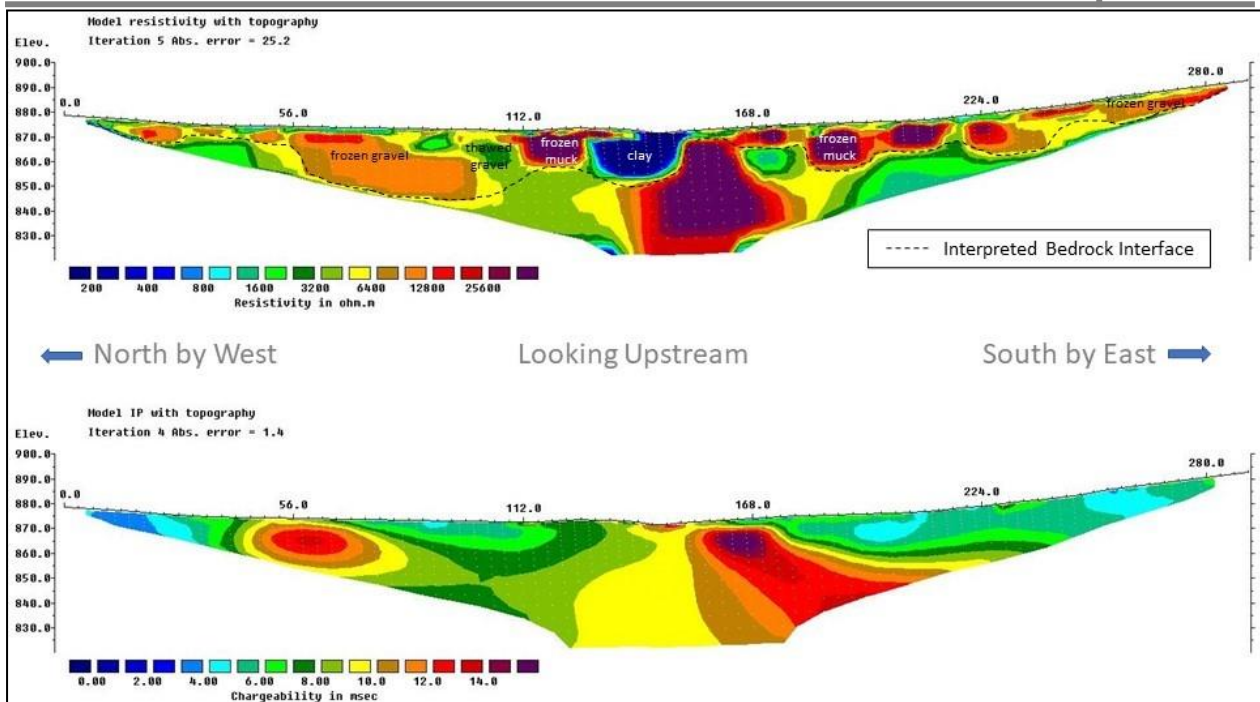 Model resistivity with topography
Iteration 5 Abs. error = 25.2
Elev.
900.0
890.0
880.0
870.0
860.0
850.0
840.0
830.0
0.0
56.0
112.0
168.0
224.0
280.0
frozen gravel
thawed gravel
frozen muck
clay
frozen muck
frozen gravel
Interpreted Bedrock Interface
200 400 800 1600 3200 6400 12800 25600
Resistivity in ohm.m
North by West Looking Upstream South by East
Model IP with topography
Iteration 4 Abs. error = 1.4
Elev.
900.0
890.0
880.0
870.0
860.0
850.0
840.0
830.0
0.0
56.0
112.0
168.0
224.0
280.0
0.00 2.00 4.00 6.00 8.00 10.0 12.0 14.0
Chargeability in msec